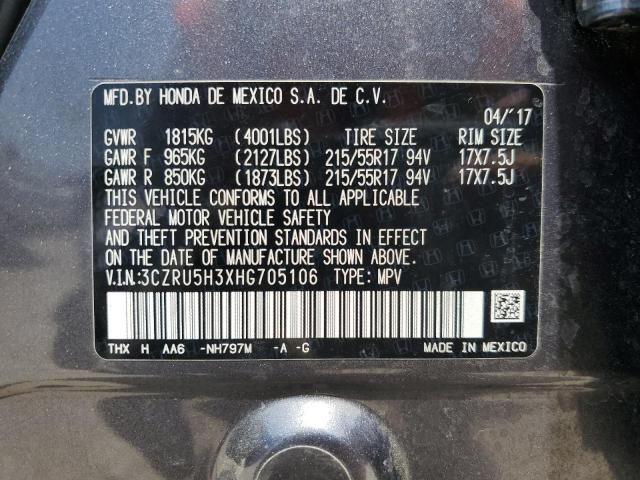 MFD.BY HONDA DE MEXICO S.A. DE C.V.
04/'17
GVWR 1815KG (4001LBS) TIRE SIZE RIM SIZE
GAWR F 965KG (2127LBS) 215/55R17 94V 17X7.5J
GAWR R 850KG (1873LBS) 215/55R17 94V 17X7.5J
THIS VEHICLE CONFORMS TO ALL APPLICABLE
FEDERAL MOTOR VEHICLE SAFETY
AND THEFT PREVENTION STANDARDS IN EFFECT
ON THE DATE OF MANUFACTURE SHOWN ABOVE.
V.I.N.:3CZRU5H3XHG705106 TYPE: MPV
THX H AA6 -NH797M -A -G MADE IN MEXICO